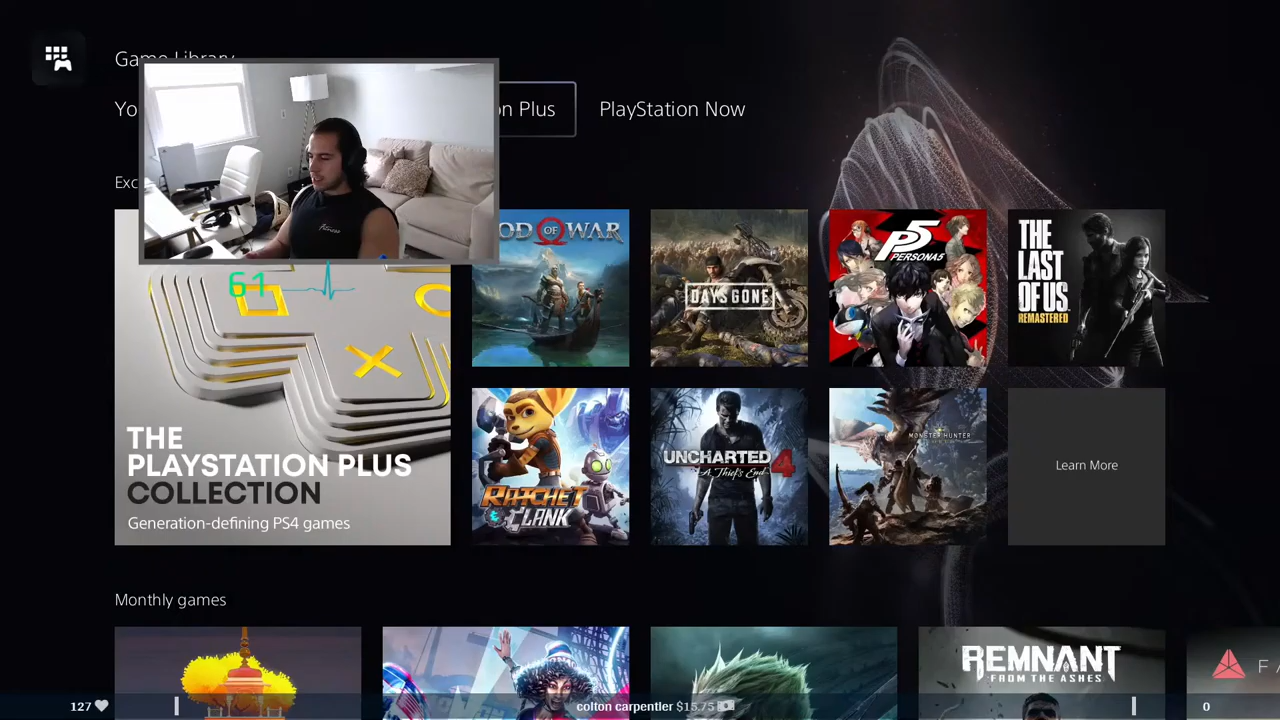 Game Library
Yo
on Plus
PlayStation Now
Exc
61
THE
PLAYSTATION PLUS
COLLECTION
Generation-defining PS4 games
OD OF WAR
DAYS GONE
P5
PERSONA5
THE
LAST
OF US
REMASTERED
RATCHET
CLANK
UNCHARTED 4
A Thief's End
MONSTER HUNTER
Learn More
Monthly games
REMNANT
FROM THE ASHES
FA
127
colton carpentler $15.75
0